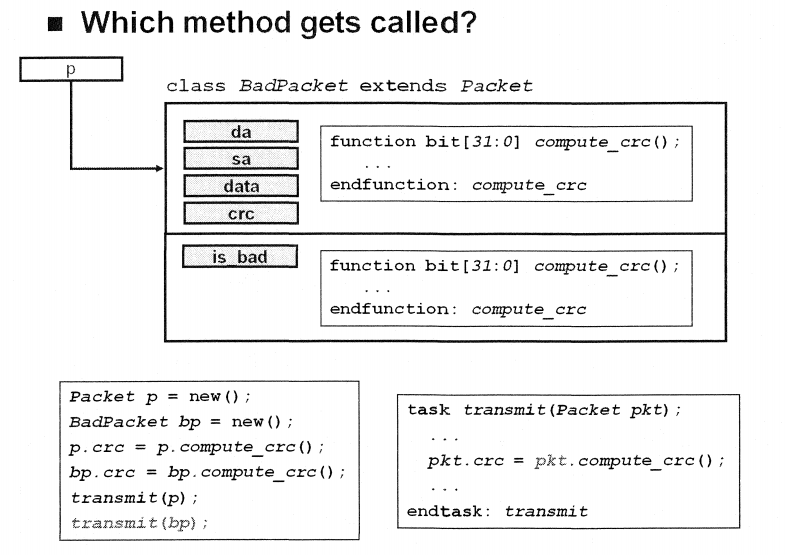 ■ Which method gets called?
p
class BadPacket extends Packet
da
sa
data
crc
function bit[31:0] compute_crc();
...
endfunction: compute_crc
is_bad
function bit[31:0] compute_crc();
...
endfunction: compute_crc
Packet p = new();
BadPacket bp = new();
p.crc = p.compute_crc();
bp.crc = bp.compute_crc();
transmit(p);
transmit(bp);
task transmit(Packet pkt);
...
pkt.crc = pkt.compute_crc();
...
endtask: transmit